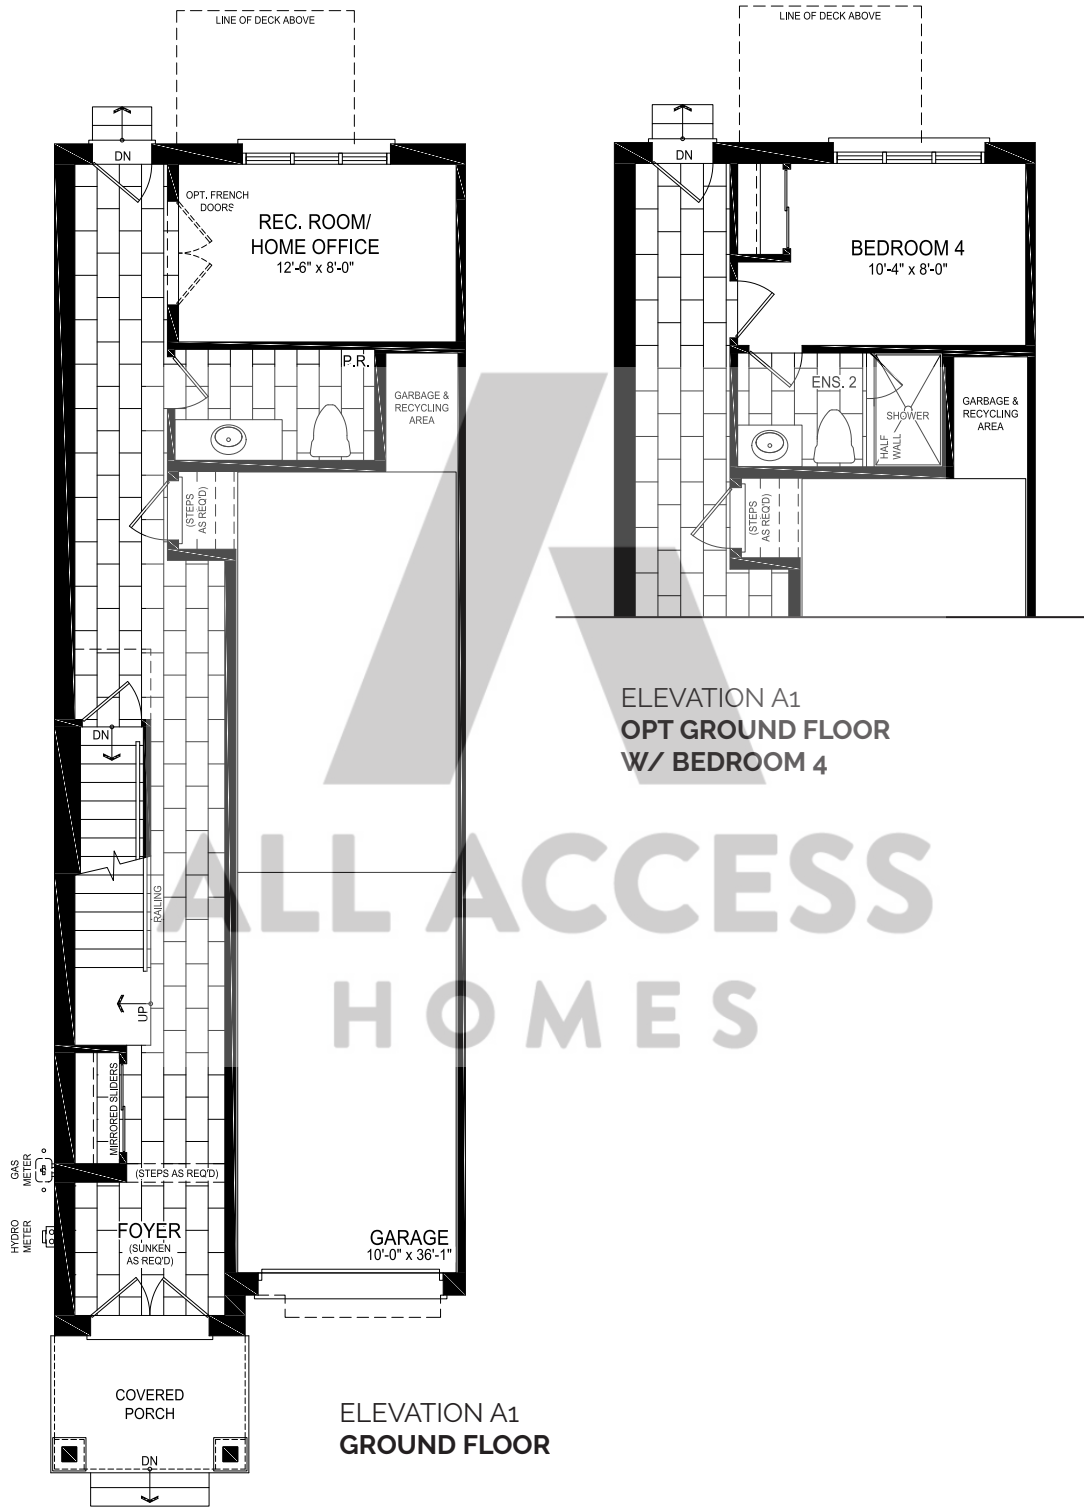 LINE OF DECK ABOVE
DN
OPT. FRENCH
DOORS
REC. ROOM/
HOME OFFICE
12'-6" x 8'-0"
P.R.
GARBAGE &
RECYCLING
AREA
(STEPS
AS REQ'D)
DN
RAILING
UP
MIRRORED SLIDERS
(STEPS AS REQ'D)
GAS
METER
HYDRO
METER
FOYER
(SUNKEN
AS REQ'D)
GARAGE
10'-0" x 36'-1"
COVERED
PORCH
DN
ELEVATION A1
GROUND FLOOR
LINE OF DECK ABOVE
DN
BEDROOM 4
10'-4" x 8'-0"
ENS. 2
SHOWER
HALF
WALL
GARBAGE &
RECYCLING
AREA
(STEPS
AS REQ'D)
ELEVATION A1
OPT GROUND FLOOR
W/ BEDROOM 4
ALL ACCESS
HOMES